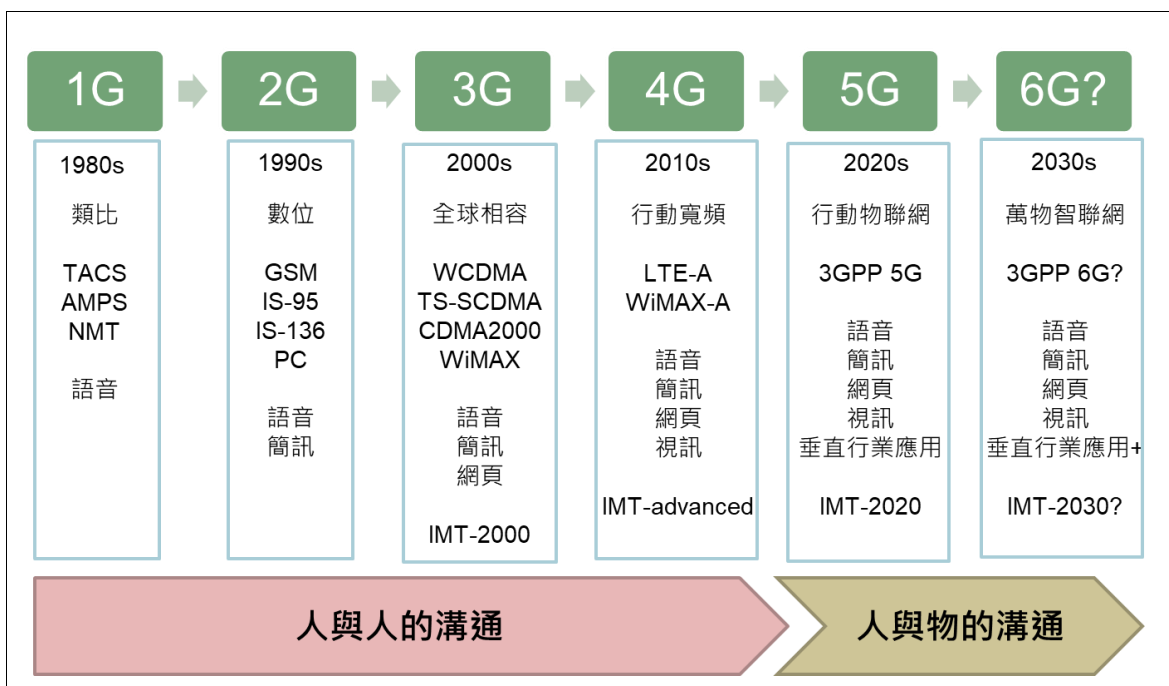 1G
2G
3G
4G
5G
6G?
1980s
類比
TACS
AMPS
NMT
語音
1990s
數位
GSM
IS-95
IS-136
PC
語音
簡訊
2000s
全球相容
WCDMA
TS-SCDMA
CDMA2000
WiMAX
語音
簡訊
網頁
IMT-2000
2010s
行動寬頻
LTE-A
WiMAX-A
語音
簡訊
網頁
視訊
IMT-advanced
2020s
行動物聯網
3GPP 5G
語音
簡訊
網頁
視訊
垂直行業應用
IMT-2020
2030s
萬物智聯網
3GPP 6G?
語音
簡訊
網頁
視訊
垂直行業應用+
IMT-2030?
人與人的溝通
人與物的溝通